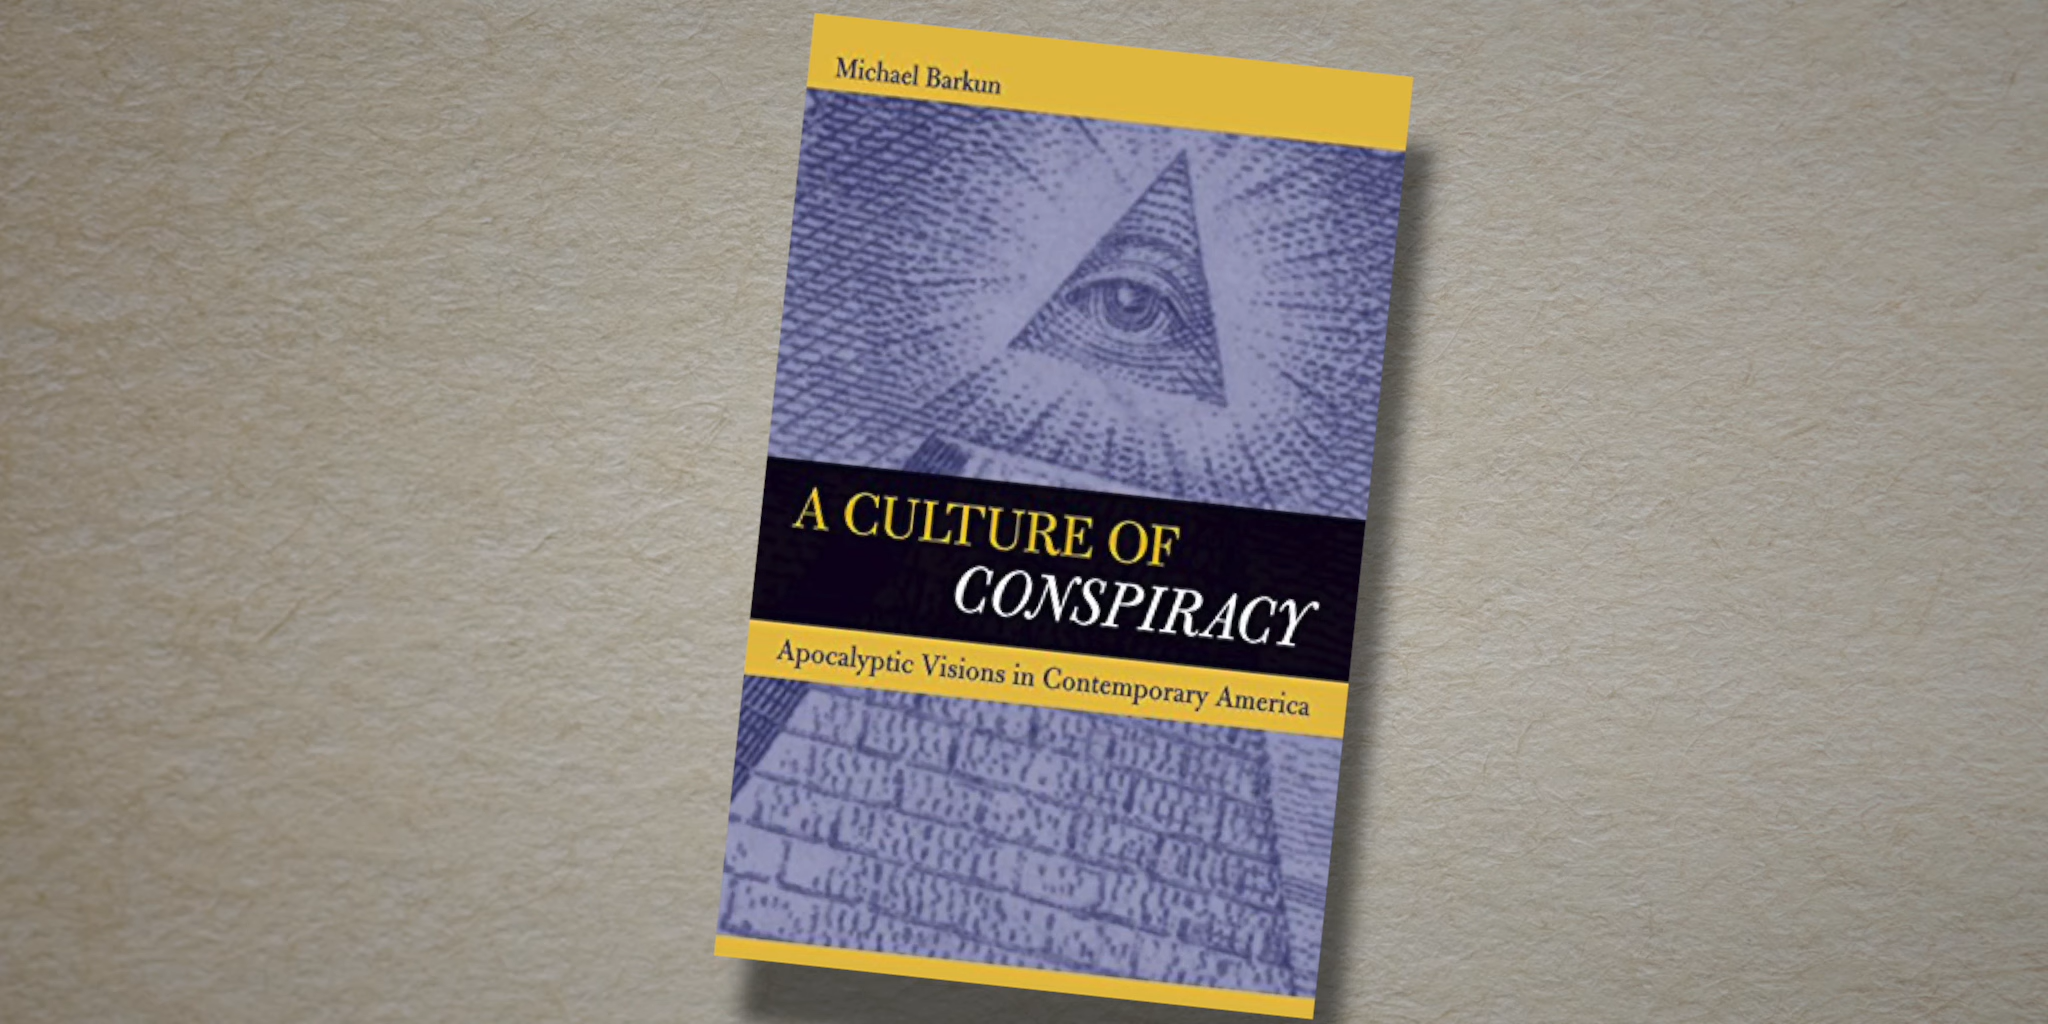 Michael Barkun
A CULTURE OF
CONSPIRACY
Apocalyptic Visions in Contemporary America